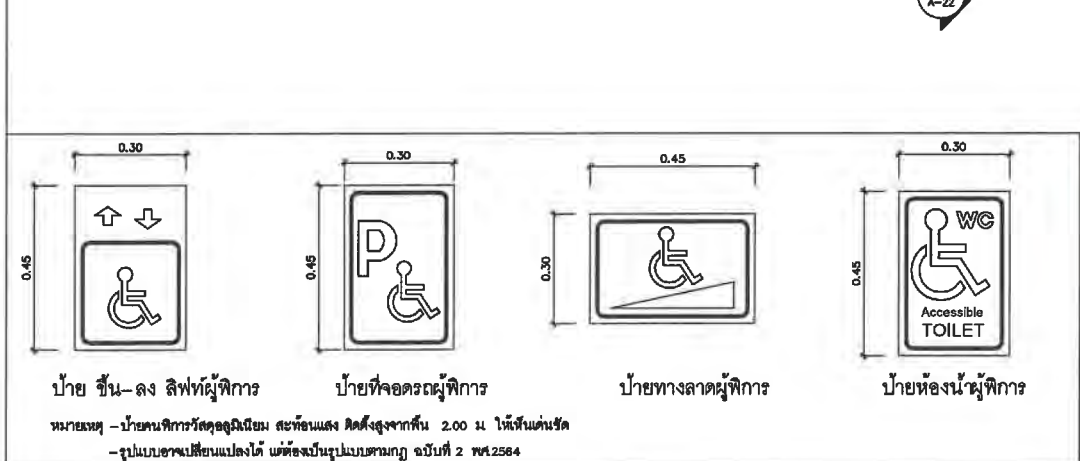 A-22
0.30
0.30
0.45
0.30
0.45
0.45
0.30
0.45
P
WC
Accessible
TOILET
ป้าย ขึ้น-ลง ลิฟท์ผู้พิการ
ป้ายที่จอดรถผู้พิการ
ป้ายทางลาดผู้พิการ
ป้ายห้องน้ำผู้พิการ
หมายเหตุ -ป้ายคนพิการวัสดุอลูมิเนียม สะท้อนแสง ติดตั้งสูงจากพื้น 2.00 ม. ให้เห็นเด่นชัด
-รูปแบบอาจเปลี่ยนแปลงได้ แต่ต้องเป็นรูปแบบตามกฎ ฉบับที่ 2 พศ.2564